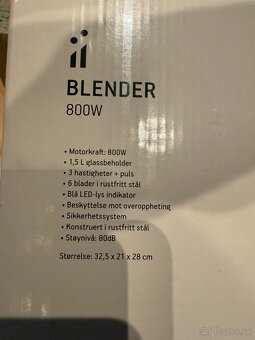 BLENDER
800W
• Motorkraft: 800W
• 1,5 L glassbeholder
• 3 hastigheter + puls
• 6 blader i rustfritt stål
• Blå LED-lys indikator
• Beskyttelse mot overoppheting
• Sikkerhetssystem
• Konstruert i rustfritt stål
• Støynivå: 80dB
Størrelse: 32,5 x 21 x 28 cm